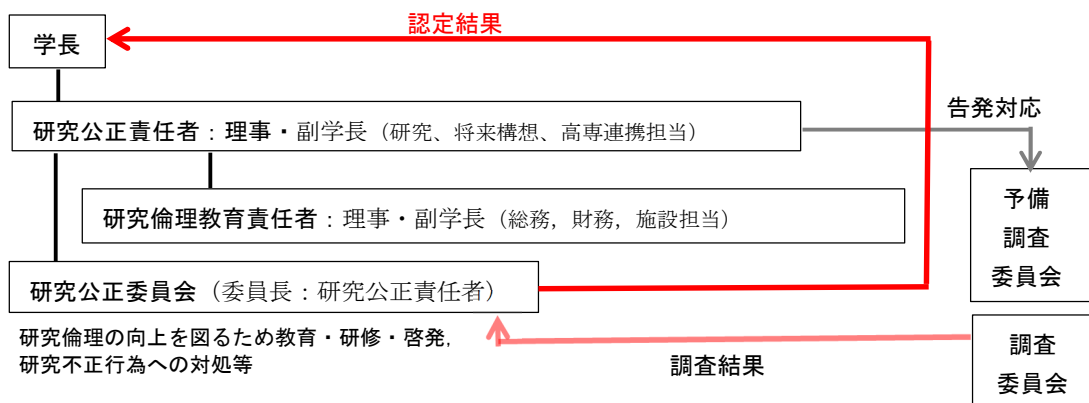 認定結果
学長
研究公正責任者：理事・副学長（研究、将来構想、高専連携担当）
告発対応
研究倫理教育責任者：理事・副学長（総務，財務，施設担当）
予備
調査
委員会
研究公正委員会（委員長：研究公正責任者）
研究倫理の向上を図るため教育・研修・啓発，
研究不正行為への対処等
調査結果
調査
委員会